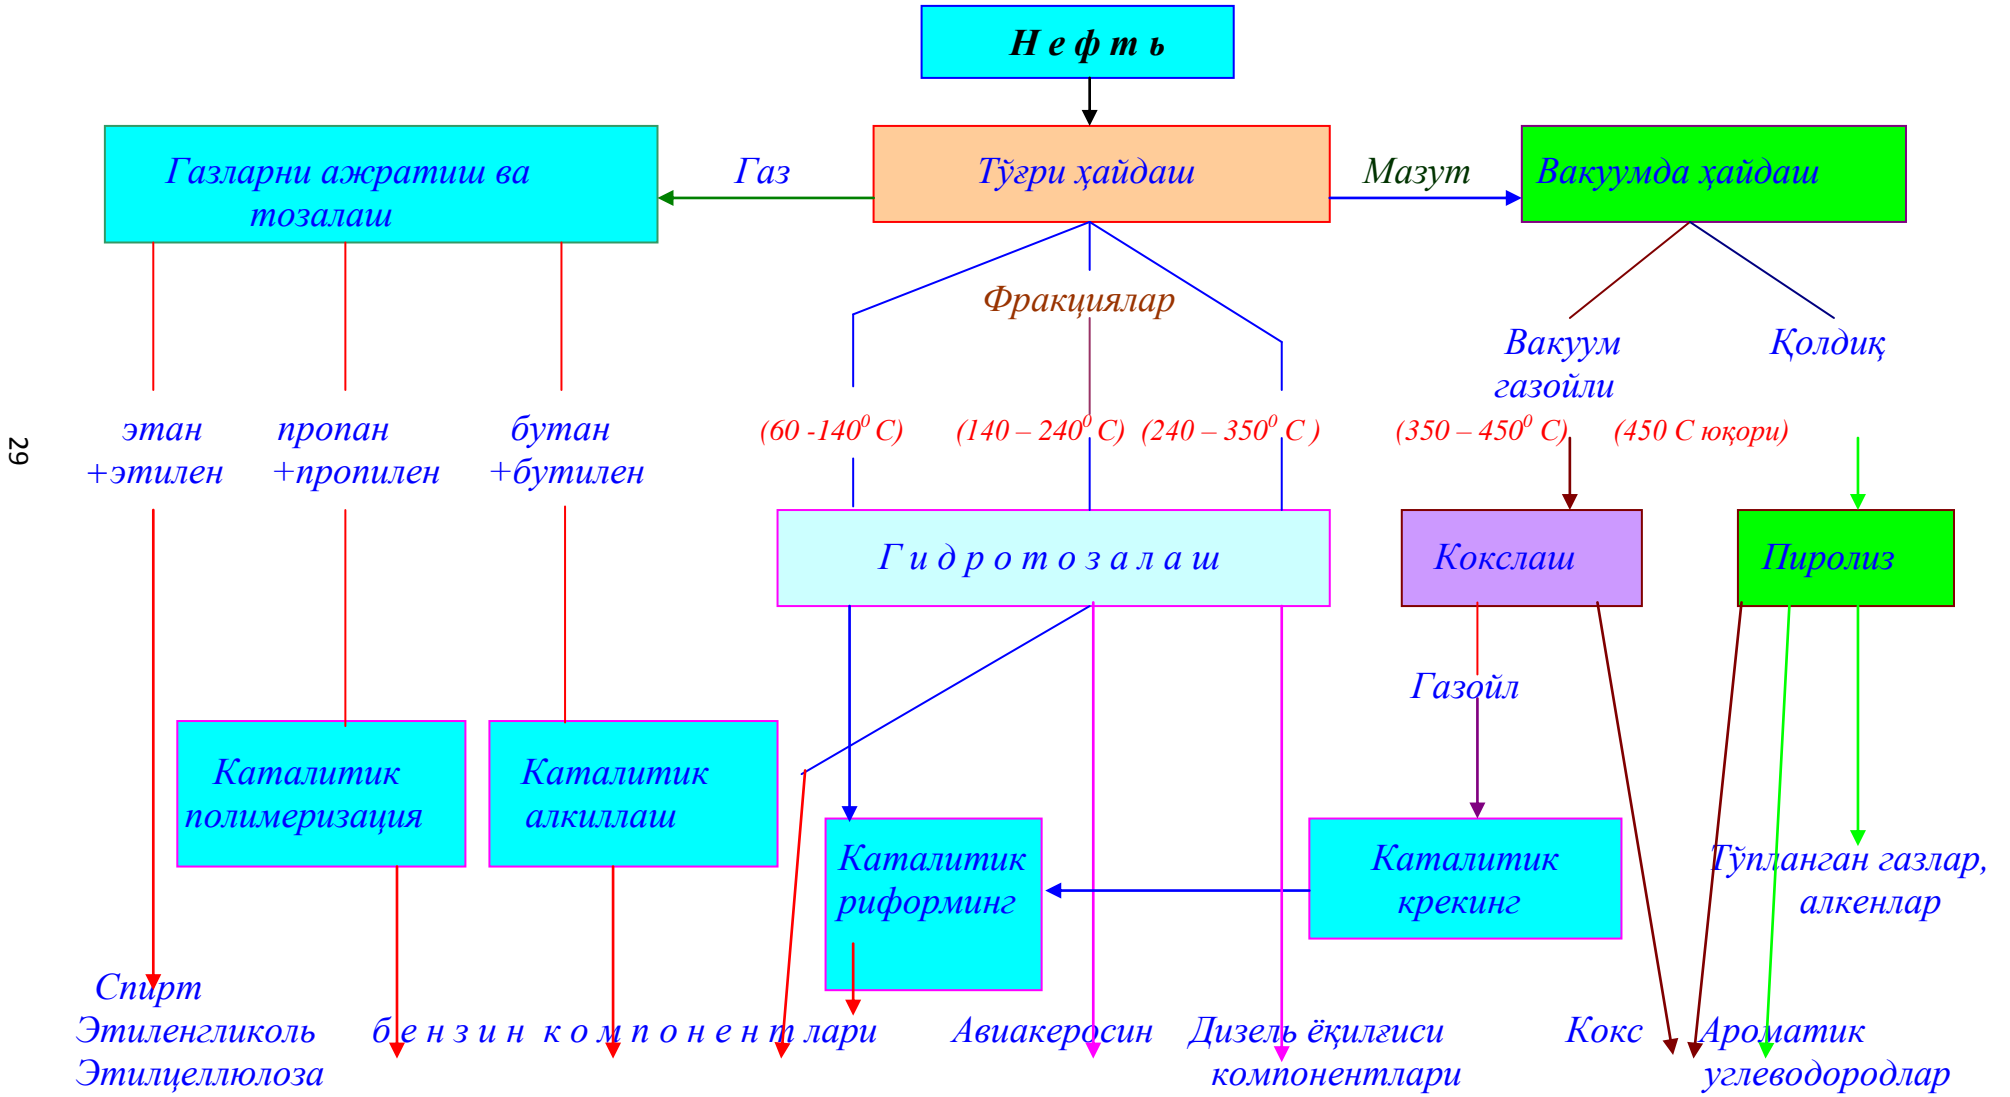 Н е ф т ь
Газларни ажратиш ва
тозалаш
Газ
Тўғри ҳайдаш
Мазут
Вакуумда ҳайдаш
Фракциялар
Вакуум
газойли
Қолдиқ
этан
+этилен
пропан
+пропилен
бутан
+бутилен
(60 -140⁰ С)
(140 – 240⁰ С)
(240 – 350⁰ С )
(350 – 450⁰ С)
(450 С юқори)
29
Г и д р о т о з а л а ш
Кокслаш
Пиролиз
Газойл
Каталитик
полимеризация
Каталитик
алкиллаш
Каталитик
риформинг
Каталитик
крекинг
Тўпланган газлар,
алкенлар
Спирт
Этиленгликоль
Этилцеллюлоза
б е н з и н к о м п о н е н т лари
Авиакеросин
Дизель ёқилғиси
компонентлари
Кокс
Ароматик
углеводородлар